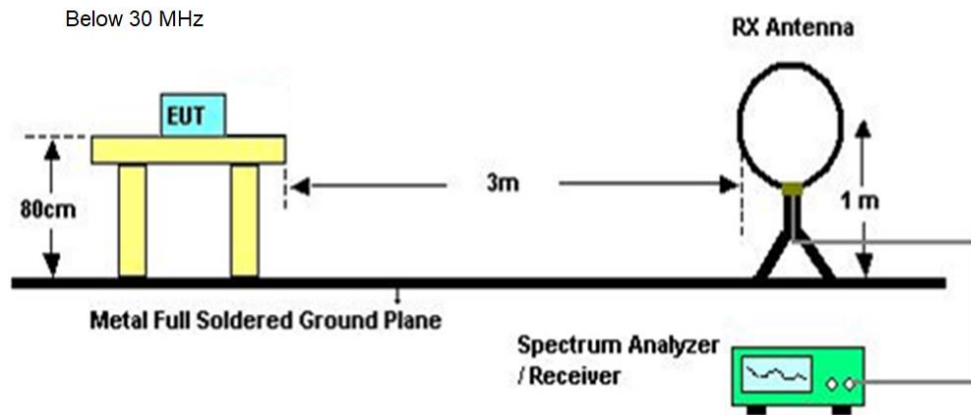 Below 30 MHz
RX Antenna
EUT
80cm
3m
1 m
Metal Full Soldered Ground Plane
Spectrum Analyzer
/ Receiver